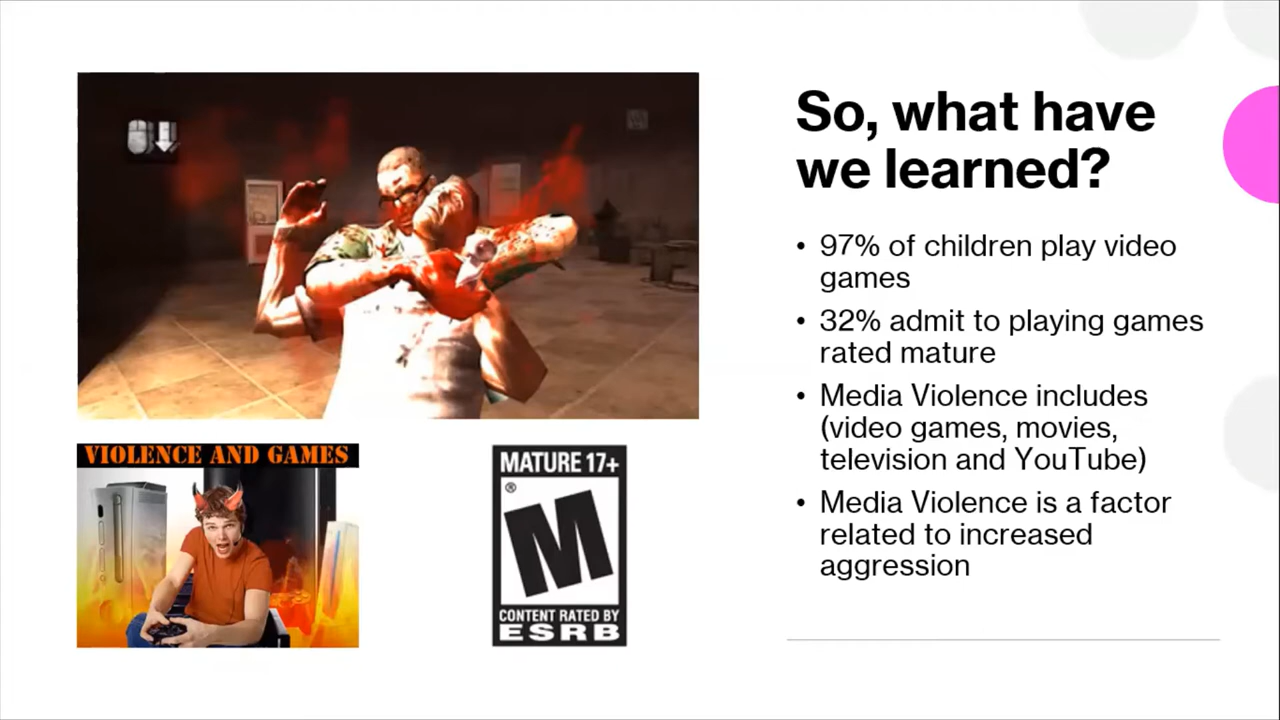 So, what have
we learned?
• 97% of children play video
games
• 32% admit to playing games
rated mature
• Media Violence includes
(video games, movies,
television and YouTube)
• Media Violence is a factor
related to increased
aggression
VIOLENCE AND GAMES
MATURE 17+
®
M
CONTENT RATED BY
ESRB